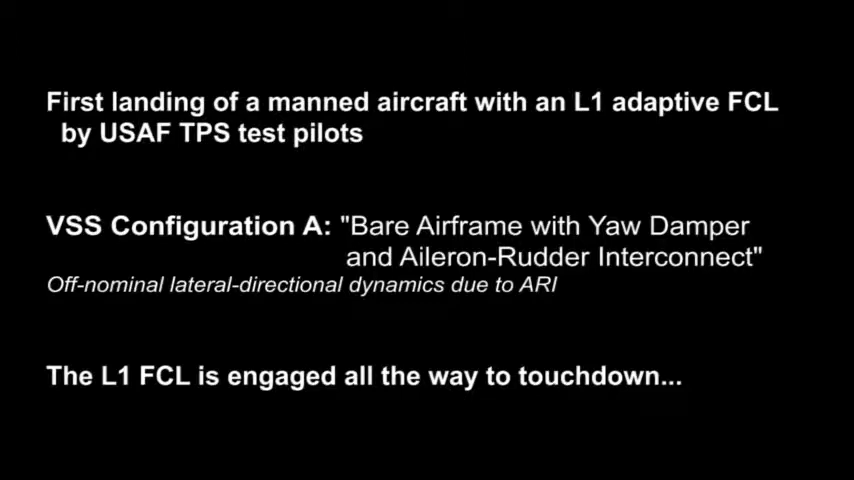 First landing of a manned aircraft with an L1 adaptive FCL
by USAF TPS test pilots
VSS Configuration A: "Bare Airframe with Yaw Damper
and Aileron-Rudder Interconnect"
Off-nominal lateral-directional dynamics due to ARI
The L1 FCL is engaged all the way to touchdown...